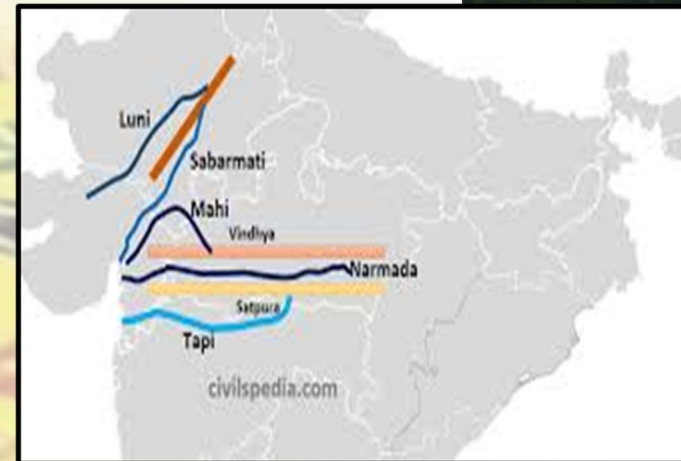 Luni
Sabarmati
Mahi
Vindhya
Narmada
Satpura
Tapi
civilspedia.com